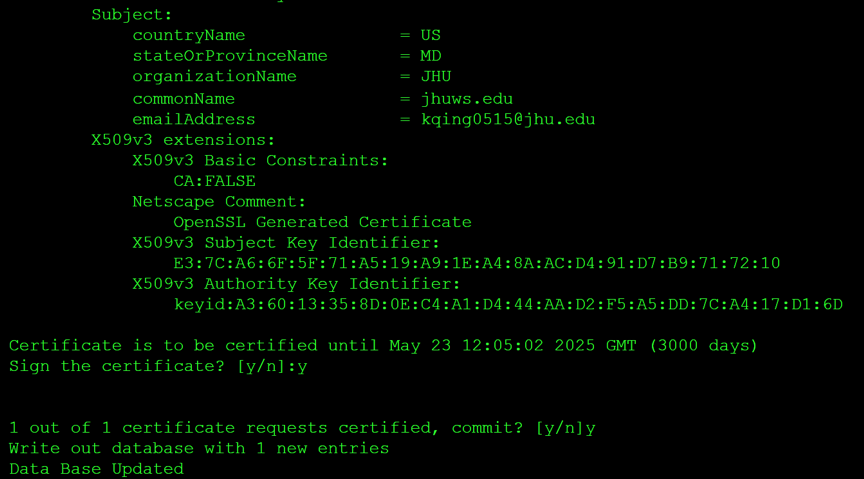 Subject:
countryName = US
stateOrProvinceName = MD
organizationName = JHU
commonName = jhuws.edu
emailAddress = kqing0515@jhu.edu
X509v3 extensions:
X509v3 Basic Constraints:
CA:FALSE
Netscape Comment:
OpenSSL Generated Certificate
X509v3 Subject Key Identifier:
E3:7C:A6:6F:5F:71:A5:19:A9:1E:A4:8A:AC:D4:91:D7:B9:71:72:10
X509v3 Authority Key Identifier:
keyid:A3:60:13:35:8D:0E:C4:A1:D4:44:AA:D2:F5:A5:DD:7C:A4:17:D1:6D
Certificate is to be certified until May 23 12:05:02 2025 GMT (3000 days)
Sign the certificate? [y/n]:y
1 out of 1 certificate requests certified, commit? [y/n]y
Write out database with 1 new entries
Data Base Updated